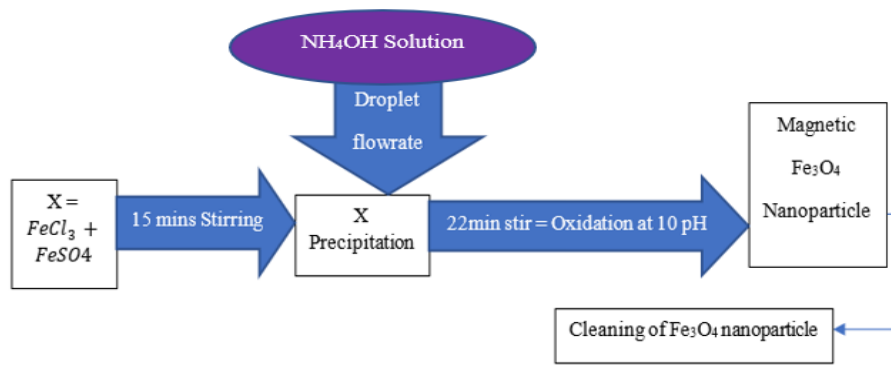 NH₄OH Solution
Droplet
flowrate
X =
FeCl₃ +
FeSO4
15 mins Stirring
X
Precipitation
22min stir = Oxidation at 10 pH
Magnetic
Fe₃O₄
Nanoparticle
Cleaning of Fe₃O₄ nanoparticle